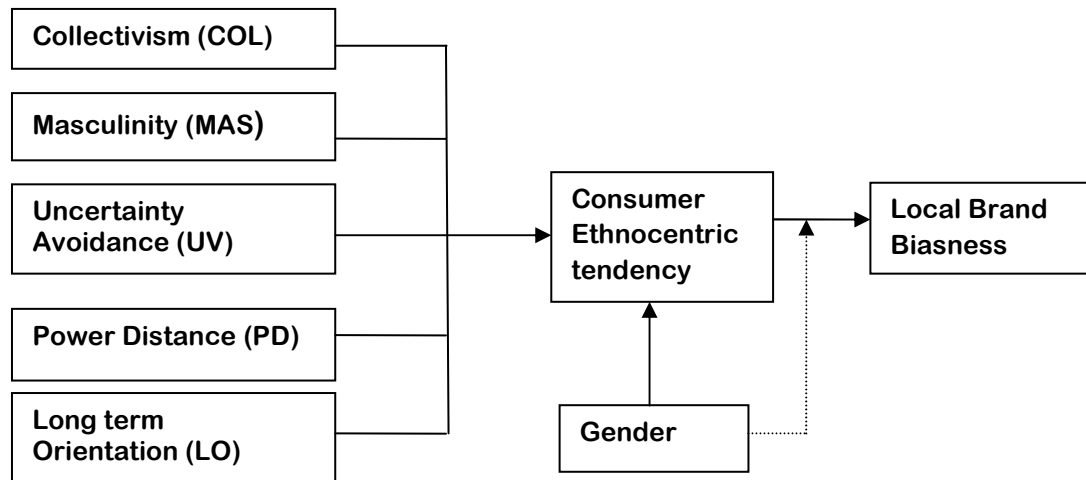 Collectivism (COL)
Masculinity (MAS)
Uncertainty
Avoidance (UV)
Power Distance (PD)
Long term
Orientation (LO)
Consumer
Ethnocentric
tendency
Gender
Local Brand
Biasness